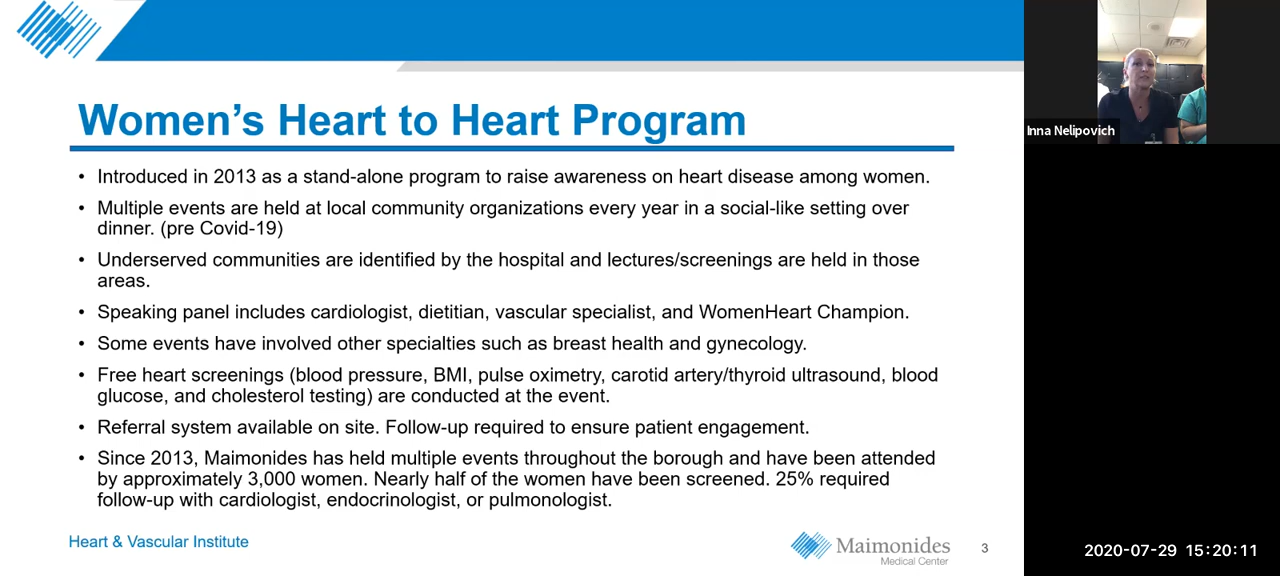 Women's Heart to Heart Program
• Introduced in 2013 as a stand-alone program to raise awareness on heart disease among women.
• Multiple events are held at local community organizations every year in a social-like setting over
dinner. (pre Covid-19)
• Underserved communities are identified by the hospital and lectures/screenings are held in those
areas.
• Speaking panel includes cardiologist, dietitian, vascular specialist, and WomenHeart Champion.
• Some events have involved other specialties such as breast health and gynecology.
• Free heart screenings (blood pressure, BMI, pulse oximetry, carotid artery/thyroid ultrasound, blood
glucose, and cholesterol testing) are conducted at the event.
• Referral system available on site. Follow-up required to ensure patient engagement.
• Since 2013, Maimonides has held multiple events throughout the borough and have been attended
by approximately 3,000 women. Nearly half of the women have been screened. 25% required
follow-up with cardiologist, endocrinologist, or pulmonologist.
Heart & Vascular Institute
Maimonides
Medical Center
3
Inna Nelipovich
2020-07-29 15:20:11